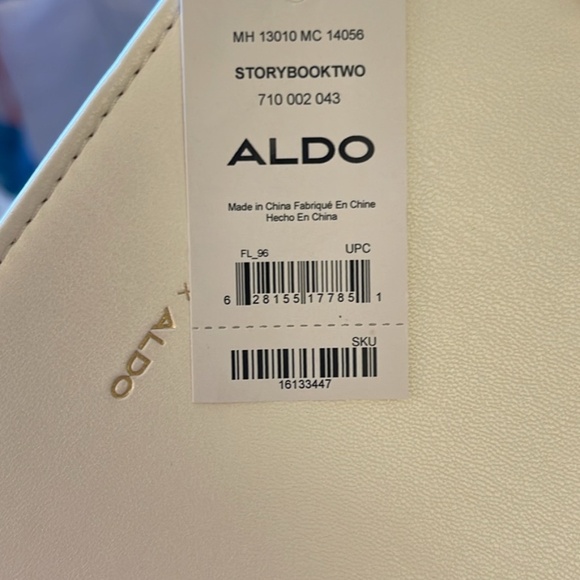 MH 13010 MC 14056
STORYBOOKTWO
710 002 043
ALDO
Made in China Fabriqué En Chine
Hecho En China
FL_96 UPC
6 28155 17785 1
SKU
16133447
× ALDO